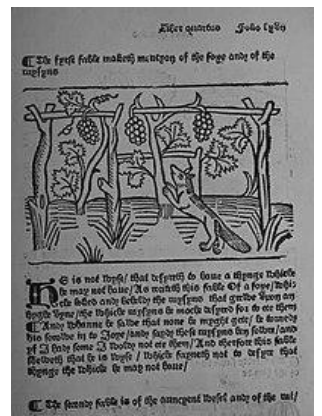 Liber quartus Folio lxxiiij
¶ The fyrst fable maketh mencyon of the foxe and of the
raysyns
HE is not wyse / that desyreth to haue a thynge whiche
he may not haue / As reciteth this fable Of a foxe / whi
che loked and beheld the raysyns that grewe vpon an
hyghe vyne / the whiche raysyns he moche desyred for to ete them
¶ And whanne he sawe that none he myght gete / he torned
his sorowe in to Ioye / and sayd these raysyns ben sowre / and
yf I had some I wold not ete them / And therfore this fable
sheweth that he is wyse / whiche fayneth not to desyre that
thynge the whiche he may not haue /
¶ The second fable is of the auncyent wesel and of the rat /